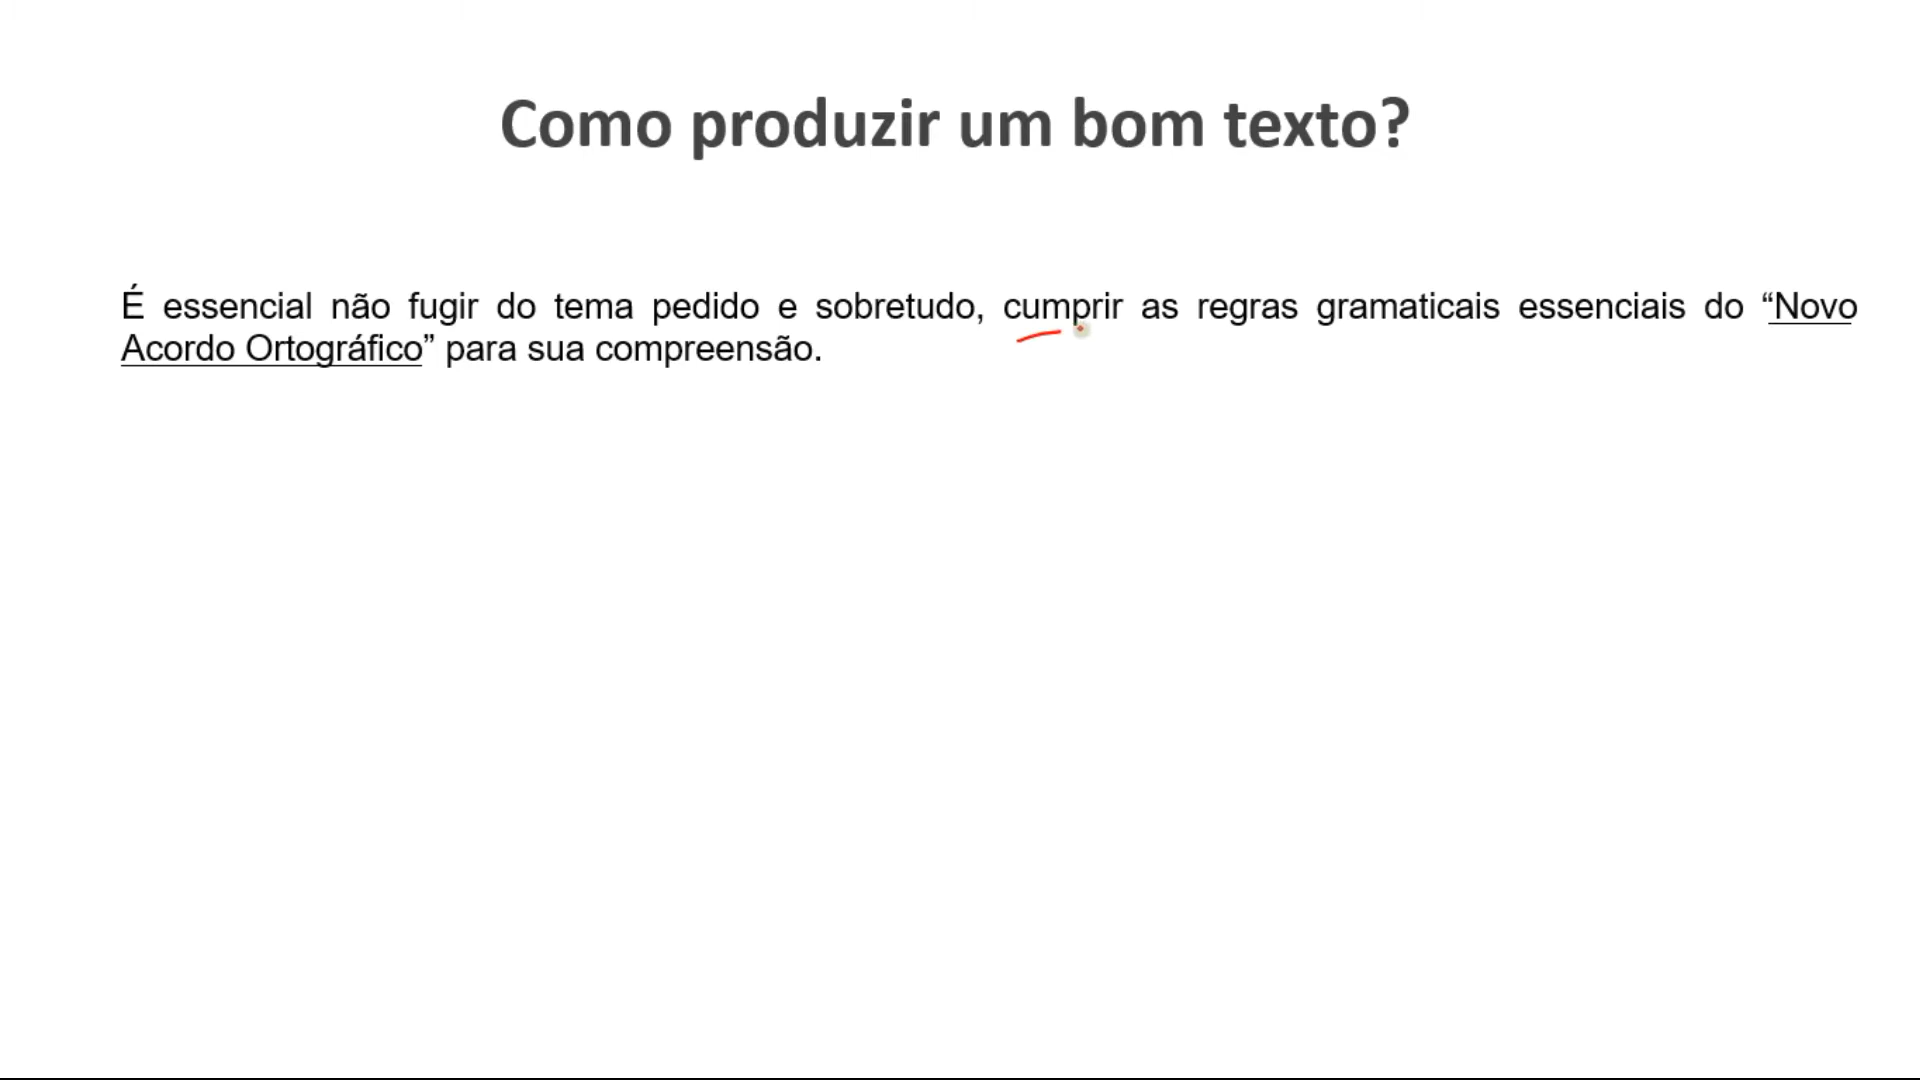 Como produzir um bom texto?
É essencial não fugir do tema pedido e sobretudo, cumprir as regras gramaticais essenciais do “Novo
Acordo Ortográfico” para sua compreensão.